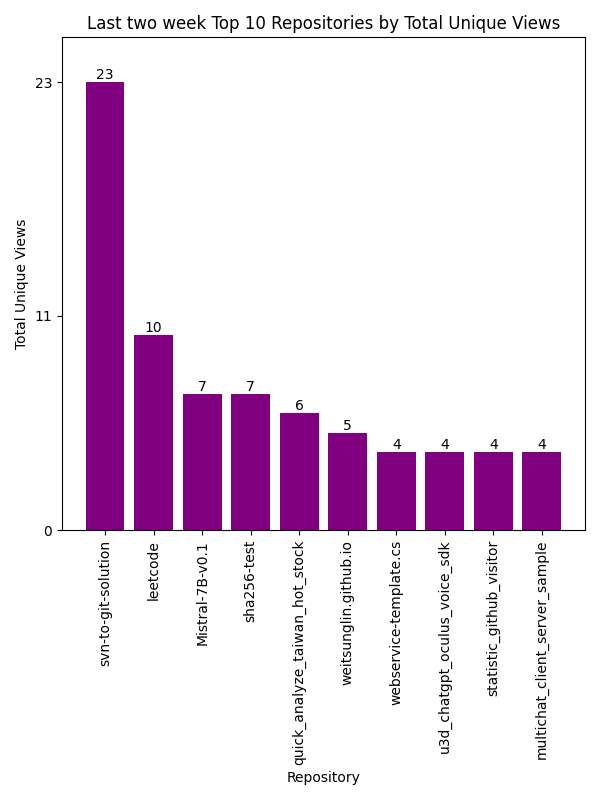 Last two week Top 10 Repositories by Total Unique Views
Total Unique Views
23
11
0
23
10
7
7
6
5
4
4
4
4
svn-to-git-solution
leetcode
Mistral-7B-v0.1
sha256-test
quick_analyze_taiwan_hot_stock
weitsunglin.github.io
webservice-template.cs
u3d_chatgpt_oculus_voice_sdk
statistic_github_visitor
multichat_client_server_sample
Repository